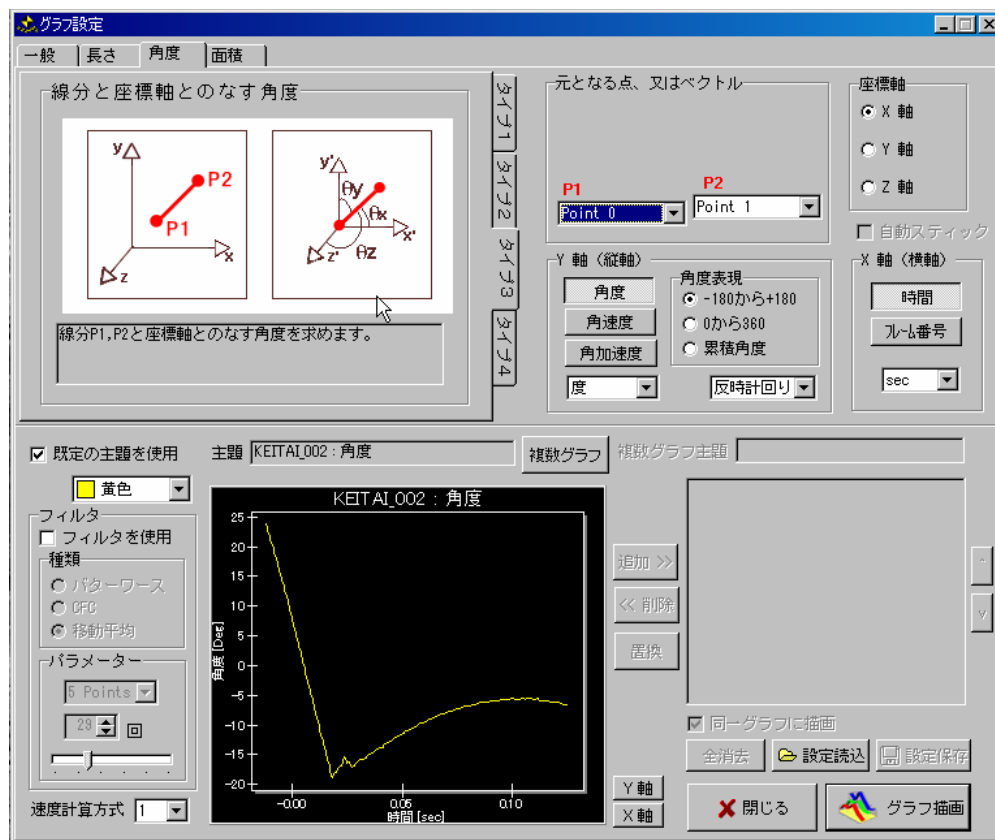 グラフ設定
一般 長さ 角度 面積
線分と座標軸とのなす角度
y x z P1 P2
y' x' z' θy θx θz
線分P1,P2と座標軸とのなす角度を求めます。
タイプ1
タイプ2
タイプ3
タイプ4
元となる点、又はベクトル
P1 P2
Point 0 Point 1
座標軸
X 軸
Y 軸
Z 軸
自動スティック
Y 軸（縦軸）
角度
角速度
角加速度
度
角度表現
-180から+180
0から360
累積角度
反時計回り
X 軸（横軸）
時間
フレーム番号
sec
既定の主題を使用
黄色
主題 KEITAI_002 : 角度
複数グラフ
複数グラフ主題
フィルタ
フィルタを使用
種類
バターワース
CFC
移動平均
パラメーター
5 Points
29 回
速度計算方式 1
KEITAI_002 : 角度
角度 [Deg]
25
20
15
10
5
0
-5
-10
-15
-20
-0.00 0.05 0.10
時間 [sec]
追加 >>
<< 削除
置換
^
v
Y 軸
X 軸
同一グラフに描画
全消去 設定読込 設定保存
閉じる グラフ描画